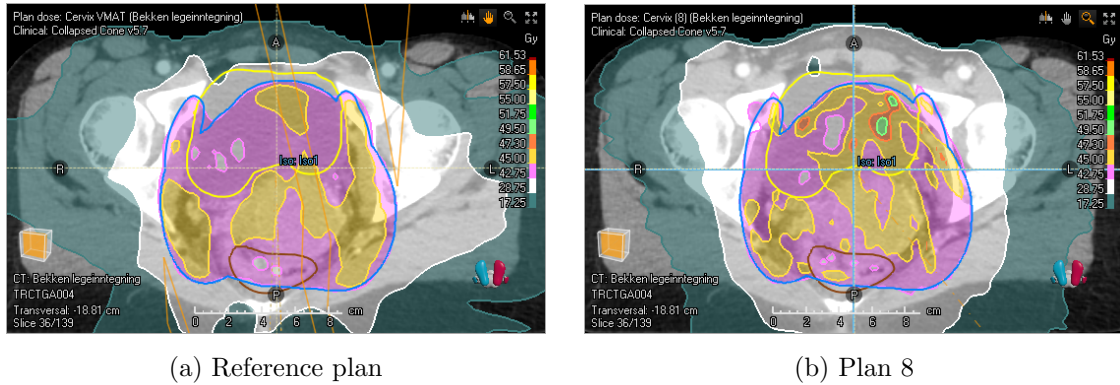 Plan dose: Cervix VMAT (Bekken legeinntegning)
Clinical: Collapsed Cone v5.7
A
Gy
61.53
58.65
57.50
55.00
51.75
49.50
47.30
45.00
42.75
28.75
17.25
R
Iso: Iso1
L
CT: Bekken legeinntegning
TRCTGA004
Transversal: -18.81 cm
Slice 36/139
P
0 2 4 6 8 cm
(a) Reference plan
Plan dose: Cervix (8) (Bekken legeinntegning)
Clinical: Collapsed Cone v5.7
A
Gy
61.53
58.65
57.50
55.00
51.75
49.50
47.30
45.00
42.75
28.75
17.25
R
Iso: Iso1
L
CT: Bekken legeinntegning
TRCTGA004
Transversal: -18.81 cm
Slice 36/139
P
0 2 4 6 8 cm
(b) Plan 8